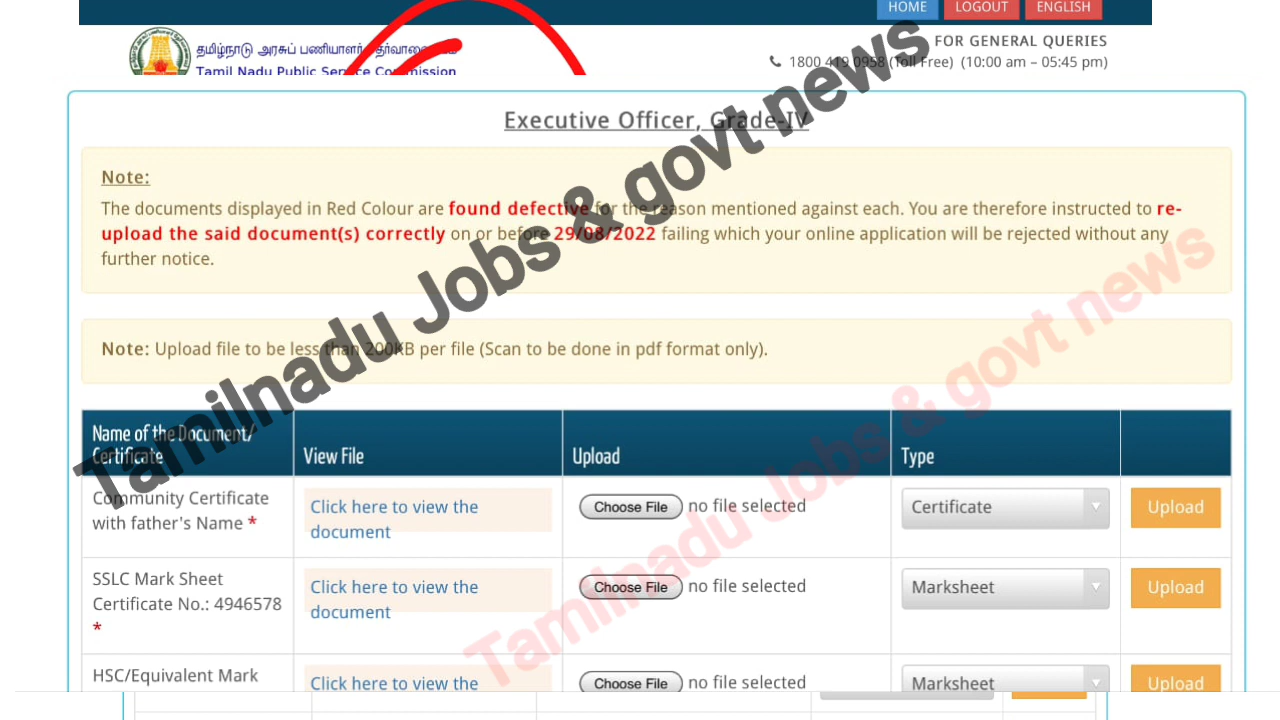 HOME LOGOUT ENGLISH
தமிழ்நாடு அரசுப் பணியாளர் தேர்வாணையம்
Tamil Nadu Public Service Commission
FOR GENERAL QUERIES
1800 419 0958 (Toll Free) (10:00 am – 05:45 pm)
Executive Officer, Grade-IV
Note:
The documents displayed in Red Colour are found defective for the reason mentioned against each. You are therefore instructed to re-
upload the said document(s) correctly on or before 29/08/2022 failing which your online application will be rejected without any
further notice.
Note: Upload file to be less than 200KB per file (Scan to be done in pdf format only).
Name of the Document/
Certificate
View File
Upload
Type
Community Certificate
with father's Name *
Click here to view the
document
Choose File no file selected
Certificate
Upload
SSLC Mark Sheet
Certificate No.: 4946578
*
Click here to view the
document
Choose File no file selected
Marksheet
Upload
HSC/Equivalent Mark
Click here to view the
Choose File no file selected
Marksheet
Upload
Tamilnadu Jobs & govt news
Tamilnadu Jobs & govt news